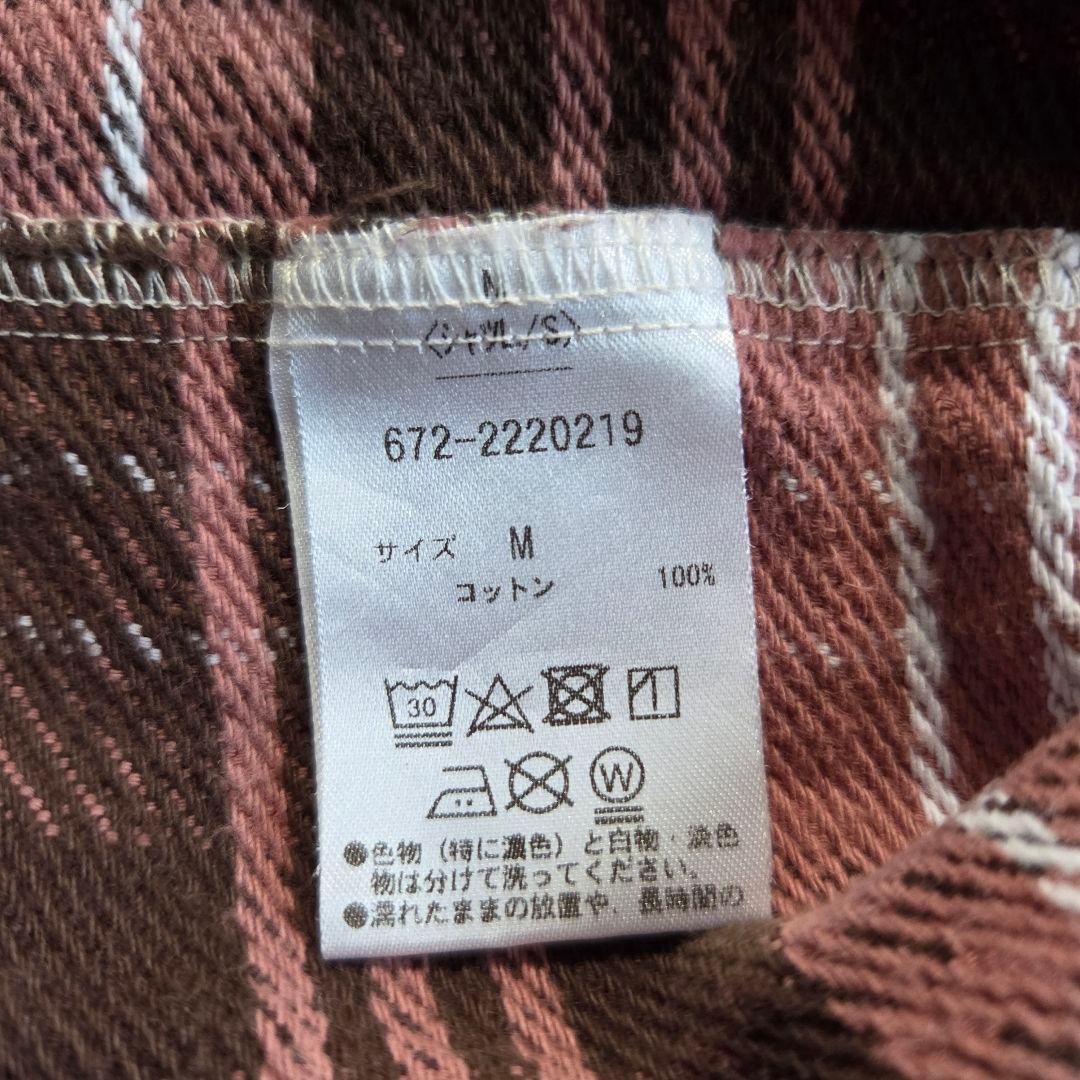 M
〈シャツL/S〉
672-2220219
サイズ M
コットン 100%
30
W
●色物（特に濃色）と白物・淡色
物は分けて洗ってください。
●濡れたままの放置や、長時間の